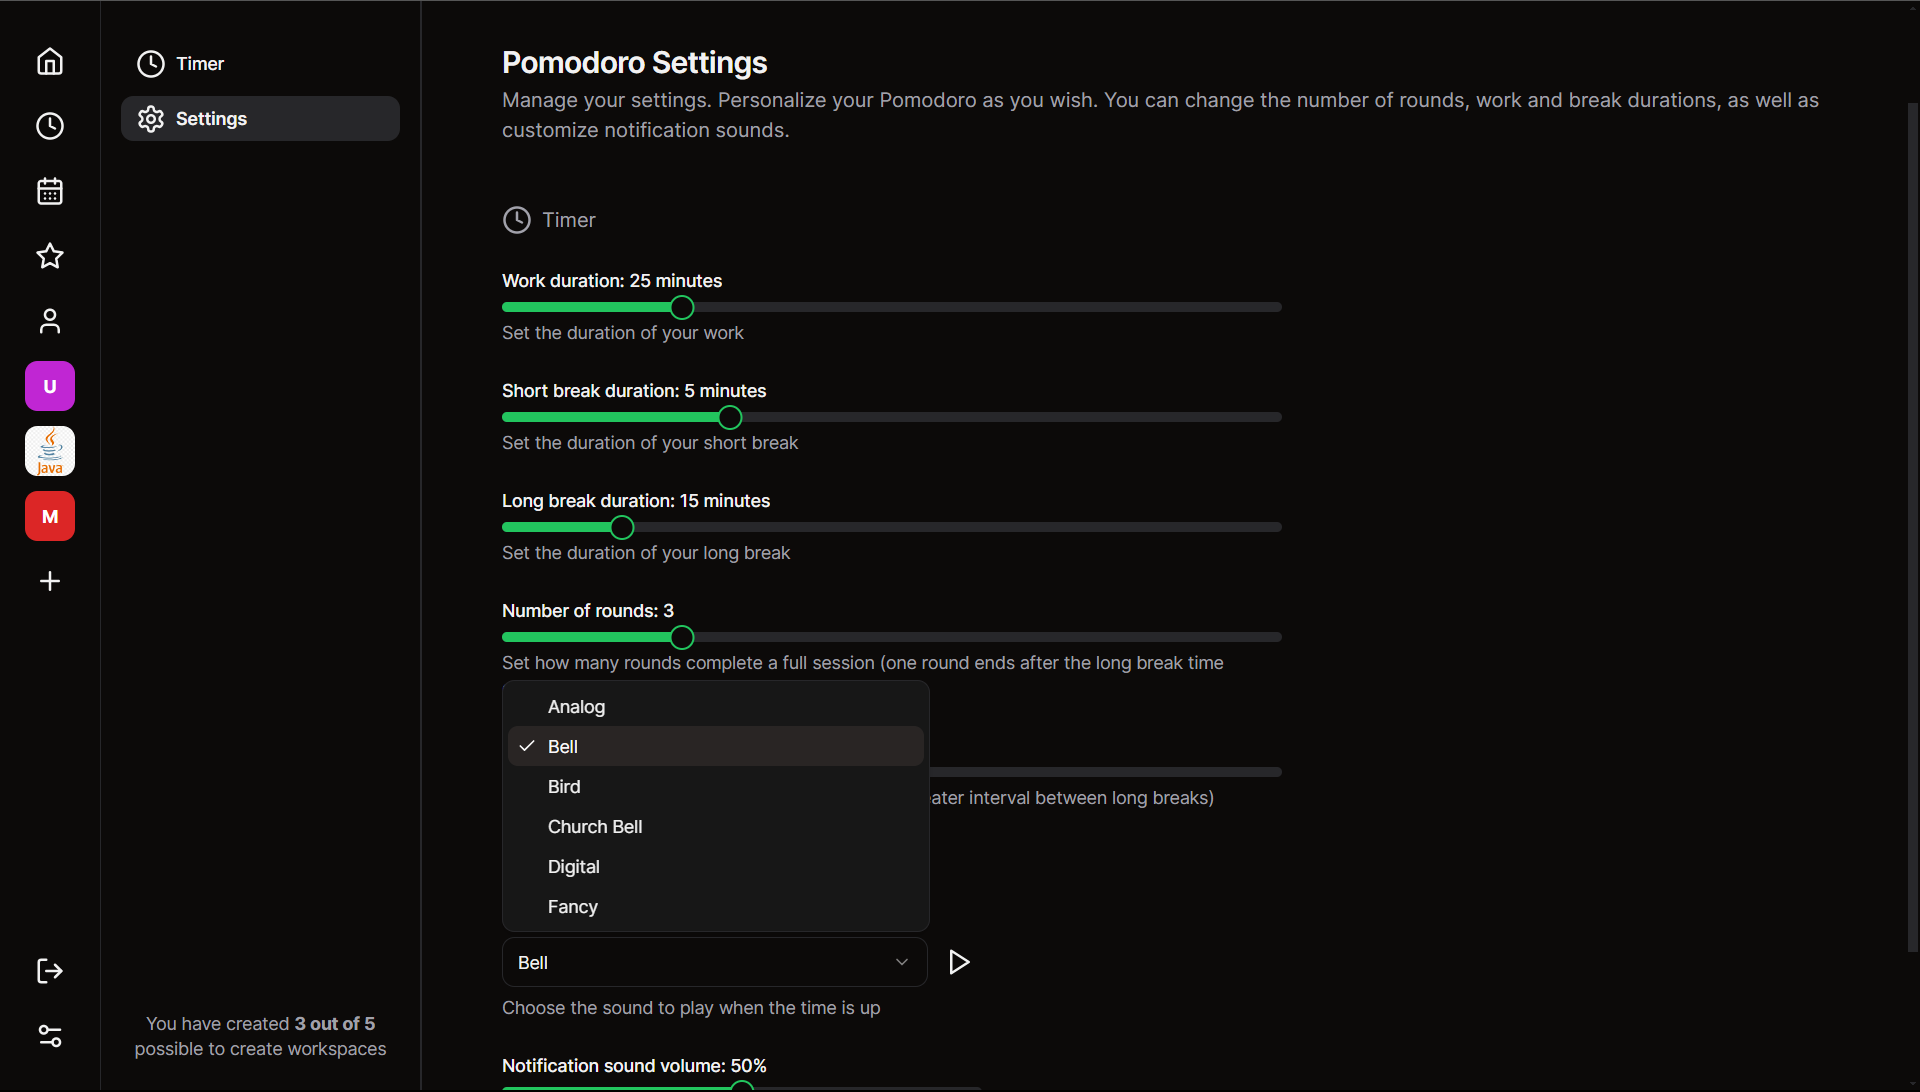 Timer
Settings
U
Java
M
You have created 3 out of 5
possible to create workspaces
Pomodoro Settings
Manage your settings. Personalize your Pomodoro as you wish. You can change the number of rounds, work and break durations, as well as
customize notification sounds.
Timer
Work duration: 25 minutes
Set the duration of your work
Short break duration: 5 minutes
Set the duration of your short break
Long break duration: 15 minutes
Set the duration of your long break
Number of rounds: 3
Set how many rounds complete a full session (one round ends after the long break time
Analog
Bell
Bird
interval between long breaks)
Church Bell
Digital
Fancy
Bell
Choose the sound to play when the time is up
Notification sound volume: 50%